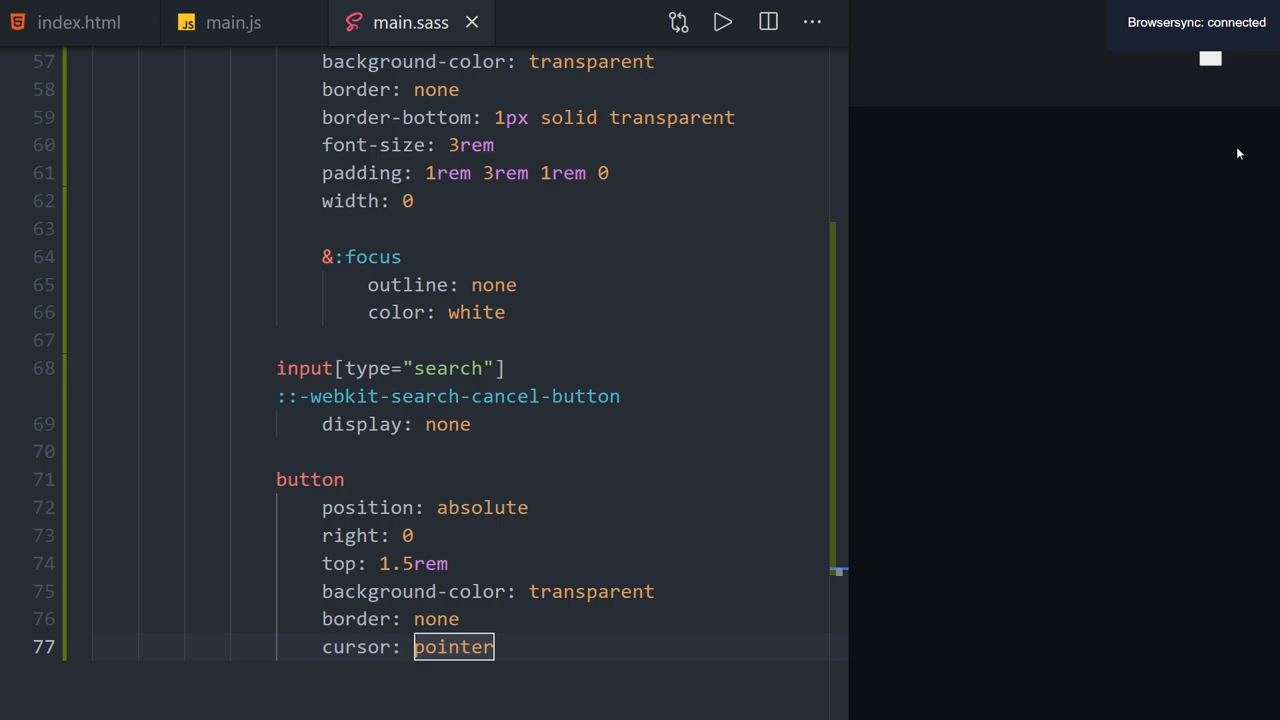 index.html
main.js
main.sass
Browsersync: connected
57 background-color: transparent
58 border: none
59 border-bottom: 1px solid transparent
60 font-size: 3rem
61 padding: 1rem 3rem 1rem 0
62 width: 0
63
64 &:focus
65 outline: none
66 color: white
67
68 input[type="search"]
::-webkit-search-cancel-button
69 display: none
70
71 button
72 position: absolute
73 right: 0
74 top: 1.5rem
75 background-color: transparent
76 border: none
77 cursor: pointer